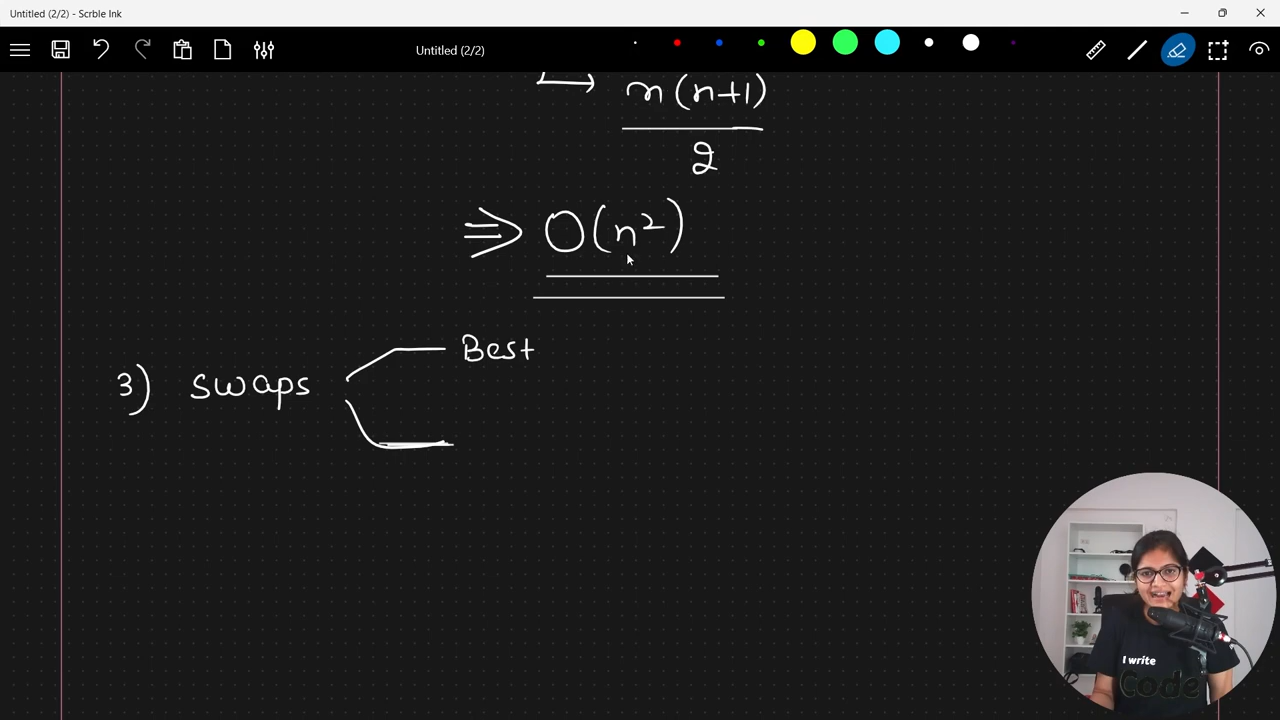 Untitled (2/2) - Scrble Ink
Untitled (2/2)
n(n+1)
2
⇒ O(n²)
Best
3) swaps
I write
Code